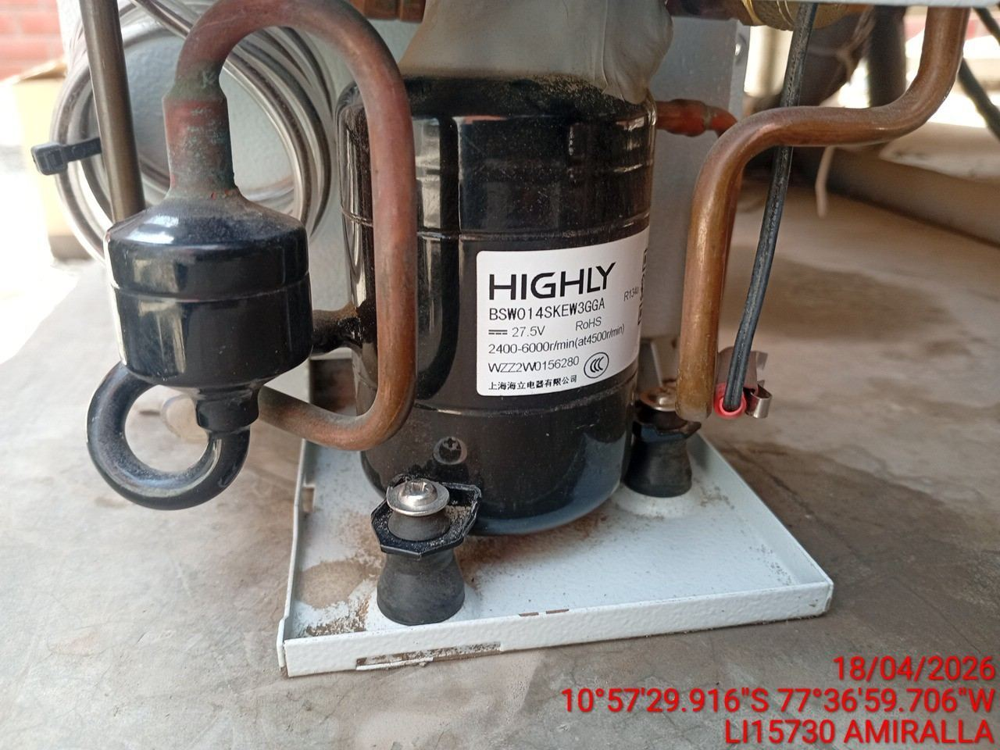 HIGHLY
BSW014SKEW3GGA
R134a
⎓ 27.5V RoHS
2400-6000r/min(at4500r/min)
WZZ2W0156280
CCC
上海海立电器有限公司
18/04/2026
10°57'29.916"S 77°36'59.706"W
LI15730 AMIRALLA